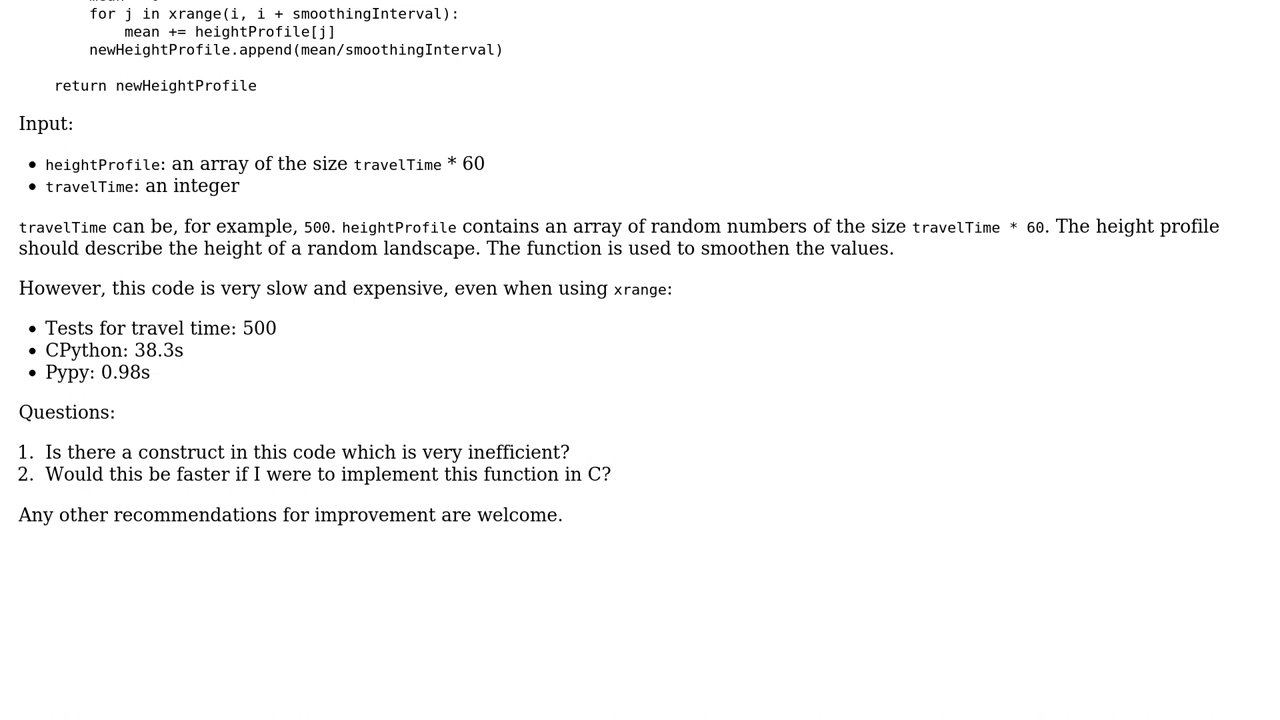 for j in xrange(i, i + smoothingInterval):
mean += heightProfile[j]
newHeightProfile.append(mean/smoothingInterval)
return newHeightProfile
Input:
• heightProfile: an array of the size travelTime * 60
• travelTime: an integer
travelTime can be, for example, 500. heightProfile contains an array of random numbers of the size travelTime * 60. The height profile
should describe the height of a random landscape. The function is used to smoothen the values.
However, this code is very slow and expensive, even when using xrange:
• Tests for travel time: 500
• CPython: 38.3s
• Pypy: 0.98s
Questions:
1. Is there a construct in this code which is very inefficient?
2. Would this be faster if I were to implement this function in C?
Any other recommendations for improvement are welcome.